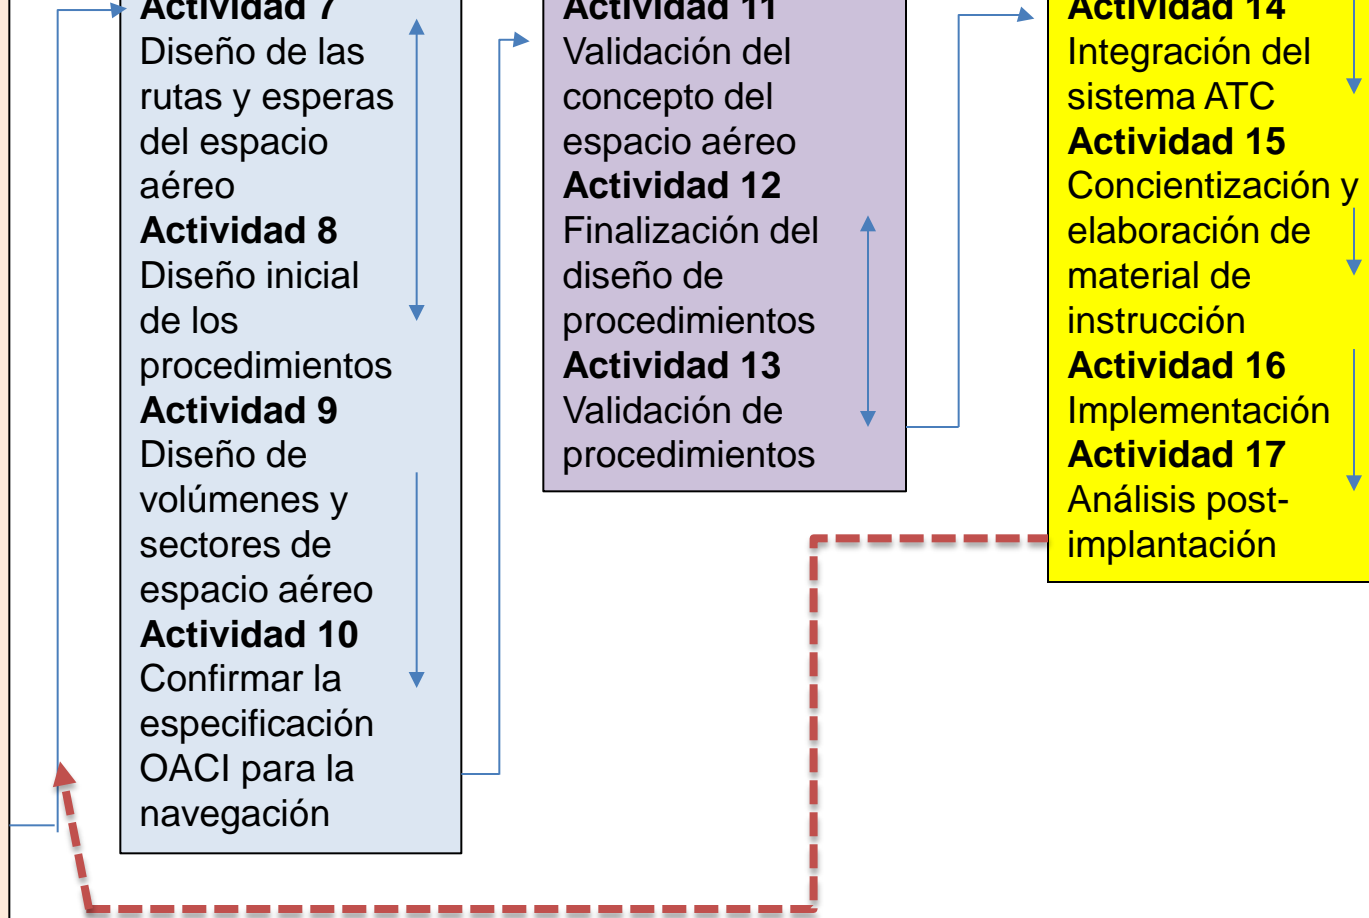 Actividad 7
Diseño de las
rutas y esperas
del espacio
aéreo
Actividad 8
Diseño inicial
de los
procedimientos
Actividad 9
Diseño de
volúmenes y
sectores de
espacio aéreo
Actividad 10
Confirmar la
especificación
OACI para la
navegación
Actividad 11
Validación del
concepto del
espacio aéreo
Actividad 12
Finalización del
diseño de
procedimientos
Actividad 13
Validación de
procedimientos
Actividad 14
Integración del
sistema ATC
Actividad 15
Concientización y
elaboración de
material de
instrucción
Actividad 16
Implementación
Actividad 17
Análisis post-
implantación